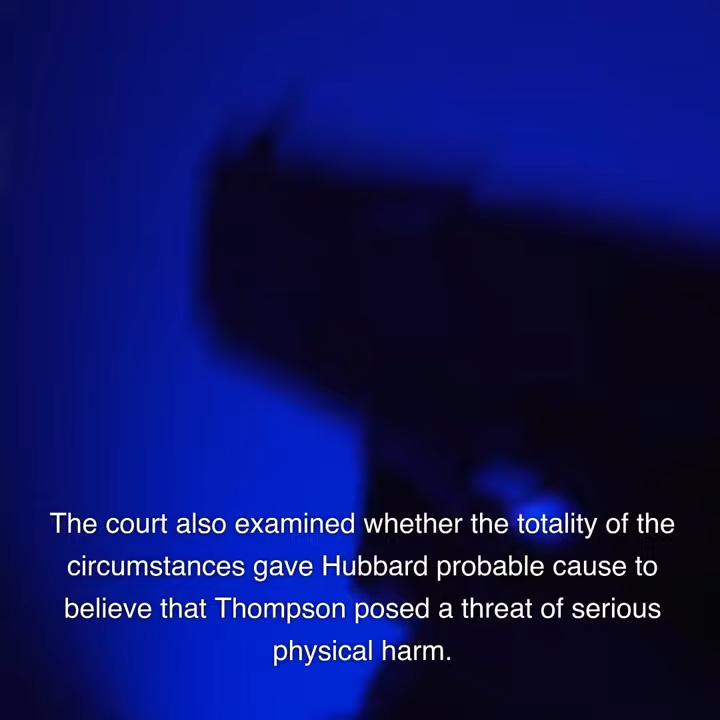 The court also examined whether the totality of the
circumstances gave Hubbard probable cause to
believe that Thompson posed a threat of serious
physical harm.